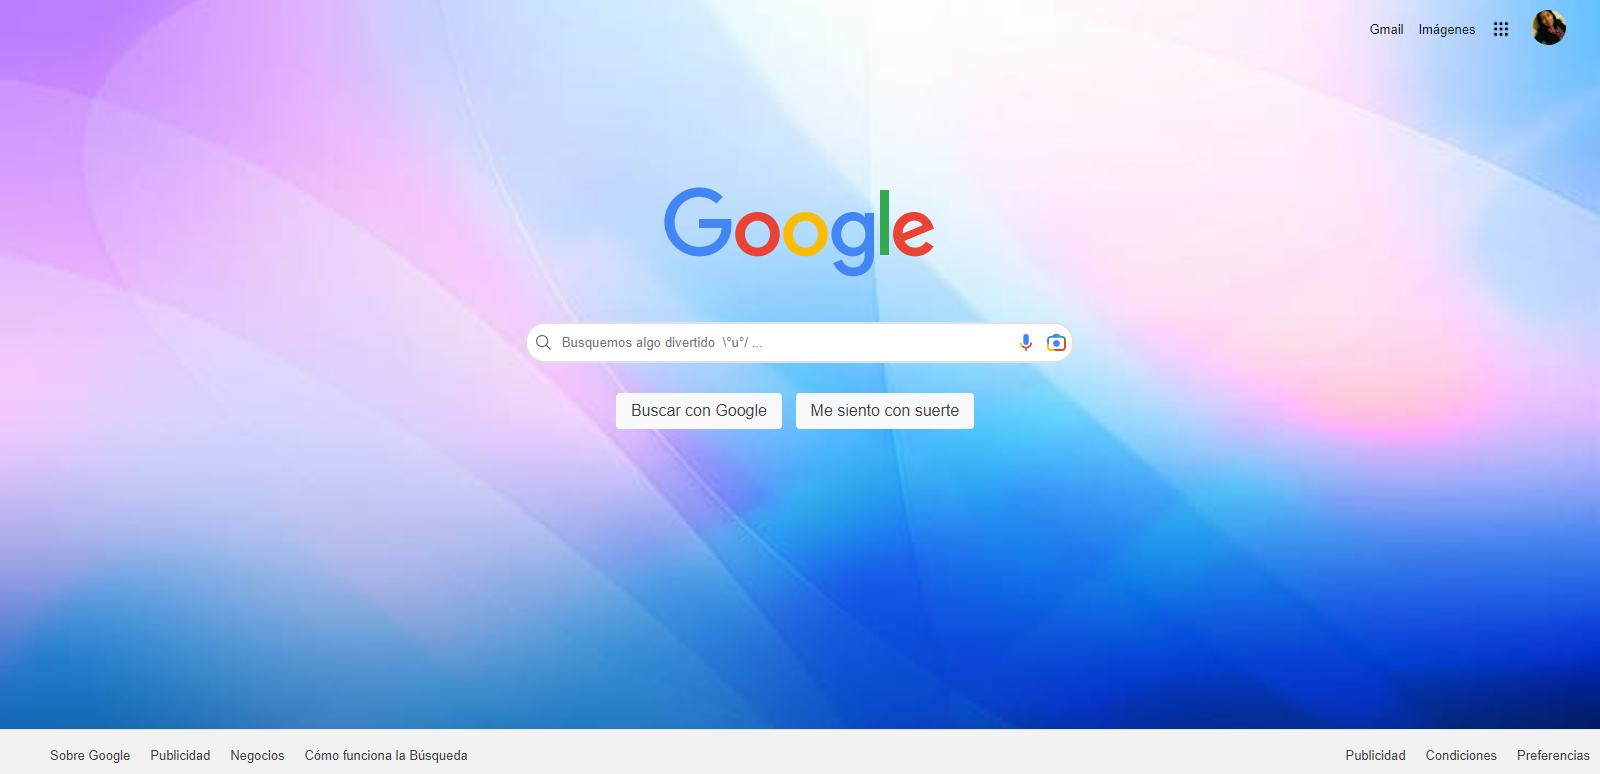 Gmail Imágenes
Google
Busquemos algo divertido \°u°/ ...
Buscar con Google Me siento con suerte
Sobre Google Publicidad Negocios Cómo funciona la Búsqueda Publicidad Condiciones Preferencias